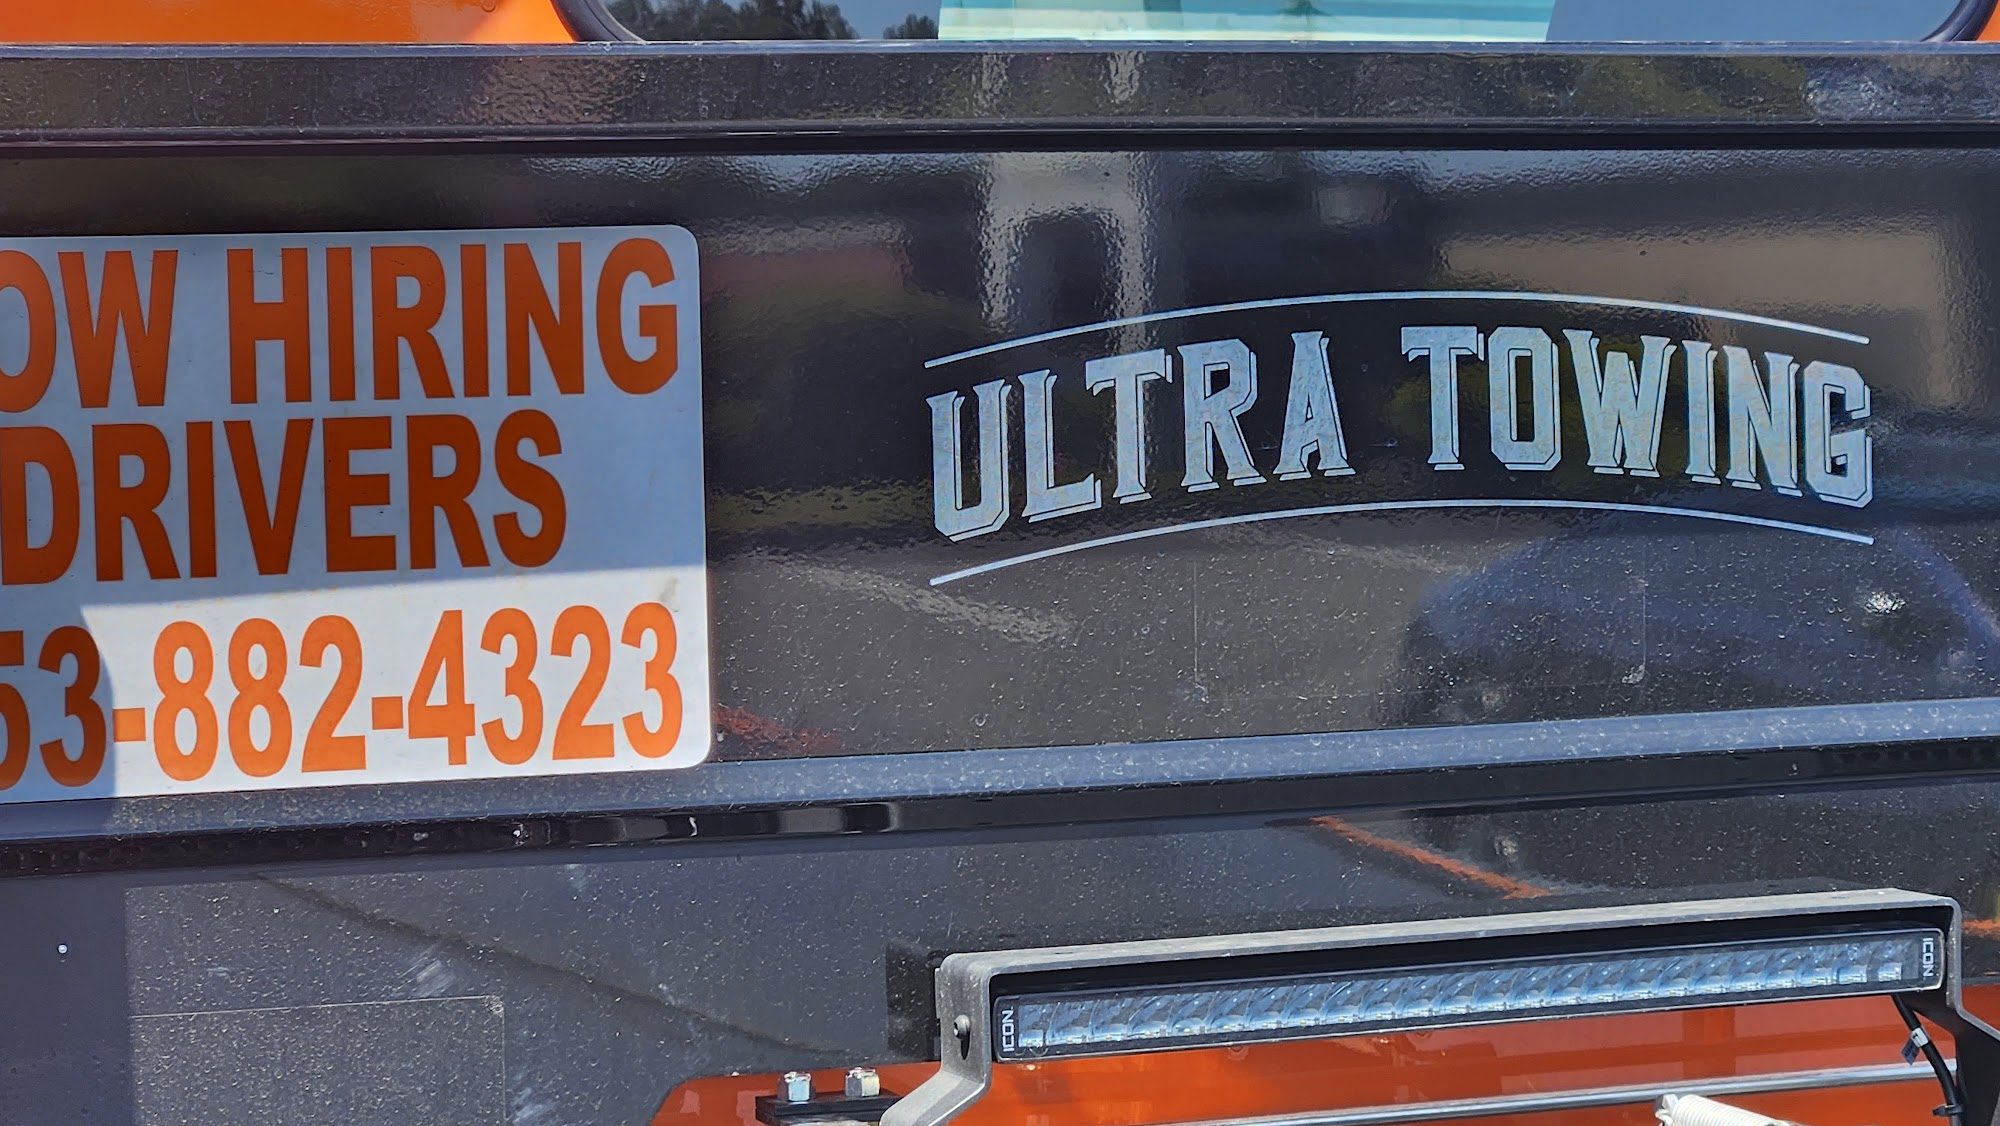 OW HIRING
DRIVERS
53-882-4323
ULTRA TOWING
ICON
ICON